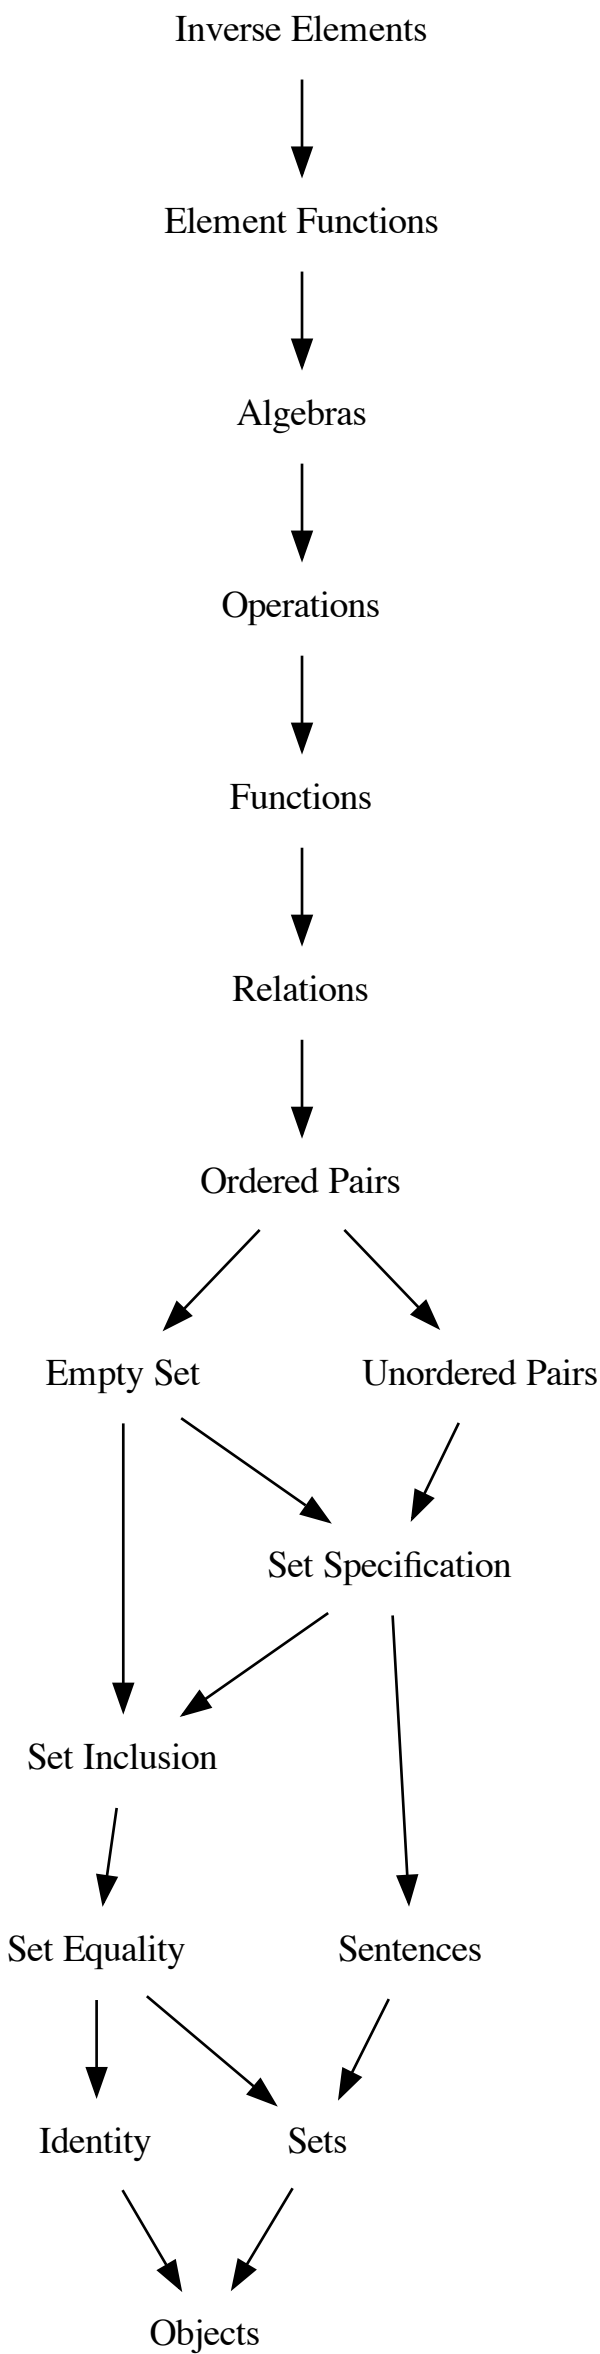 Inverse Elements
Element Functions
Algebras
Operations
Functions
Relations
Ordered Pairs
Empty Set
Unordered Pairs
Set Specification
Set Inclusion
Set Equality
Sentences
Identity
Sets
Objects